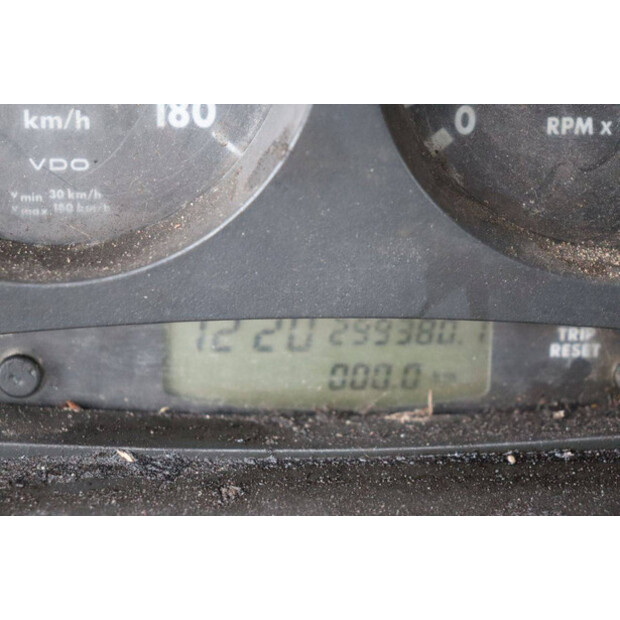 km/h
180
VDO
v min 30 km/h
v max. 180 km/h
0
RPM x
12 20 299380.1
000.0 km
TRIP
RESET